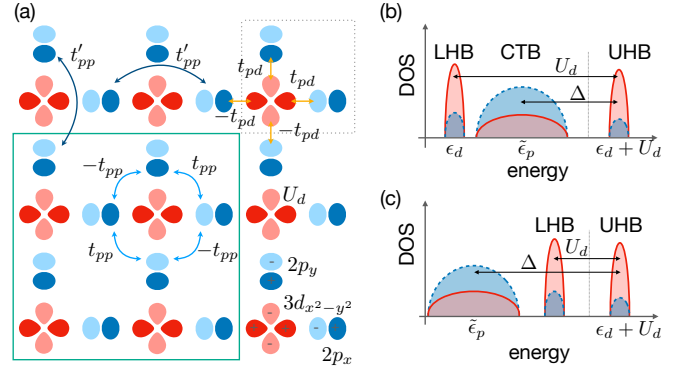 (a)
t'pp
t'pp
tpd
tpd
-tpd
-tpd
-tpp
tpp
tpp
-tpp
Ud
2py
3dx²−y²
2px
(b)
LHB
CTB
UHB
DOS
Ud
Δ
ϵd
ϵ̃p
ϵd + Ud
energy
(c)
LHB
UHB
DOS
Ud
Δ
ϵ̃p
ϵd + Ud
energy